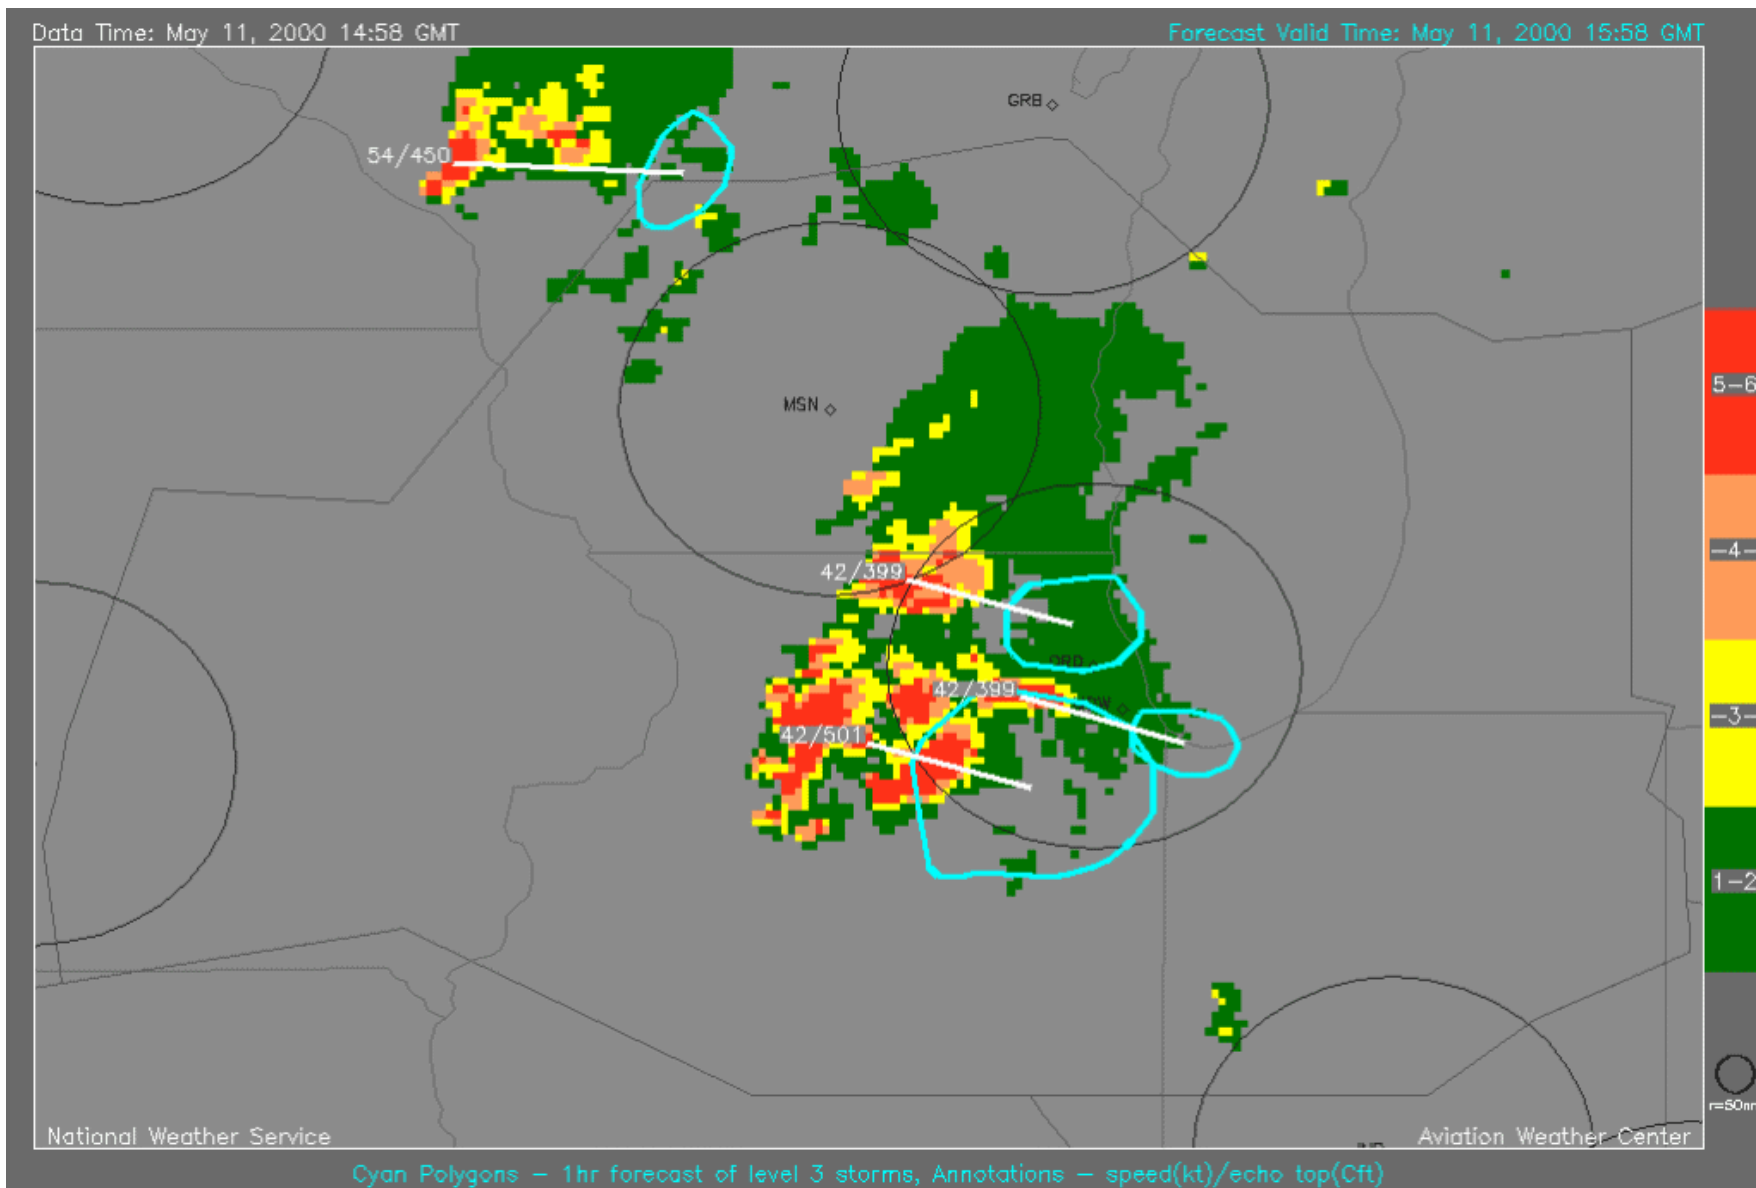 Data Time: May 11, 2000 14:58 GMT
Forecast Valid Time: May 11, 2000 15:58 GMT
GRB
54/450
5-6
MSN
-4-
42/399
ORD
42/399
-3-
42/501
1-2
National Weather Service
Aviation Weather Center
Cyan Polygons - 1hr forecast of level 3 storms, Annotations - speed(kt)/echo top(Cft)